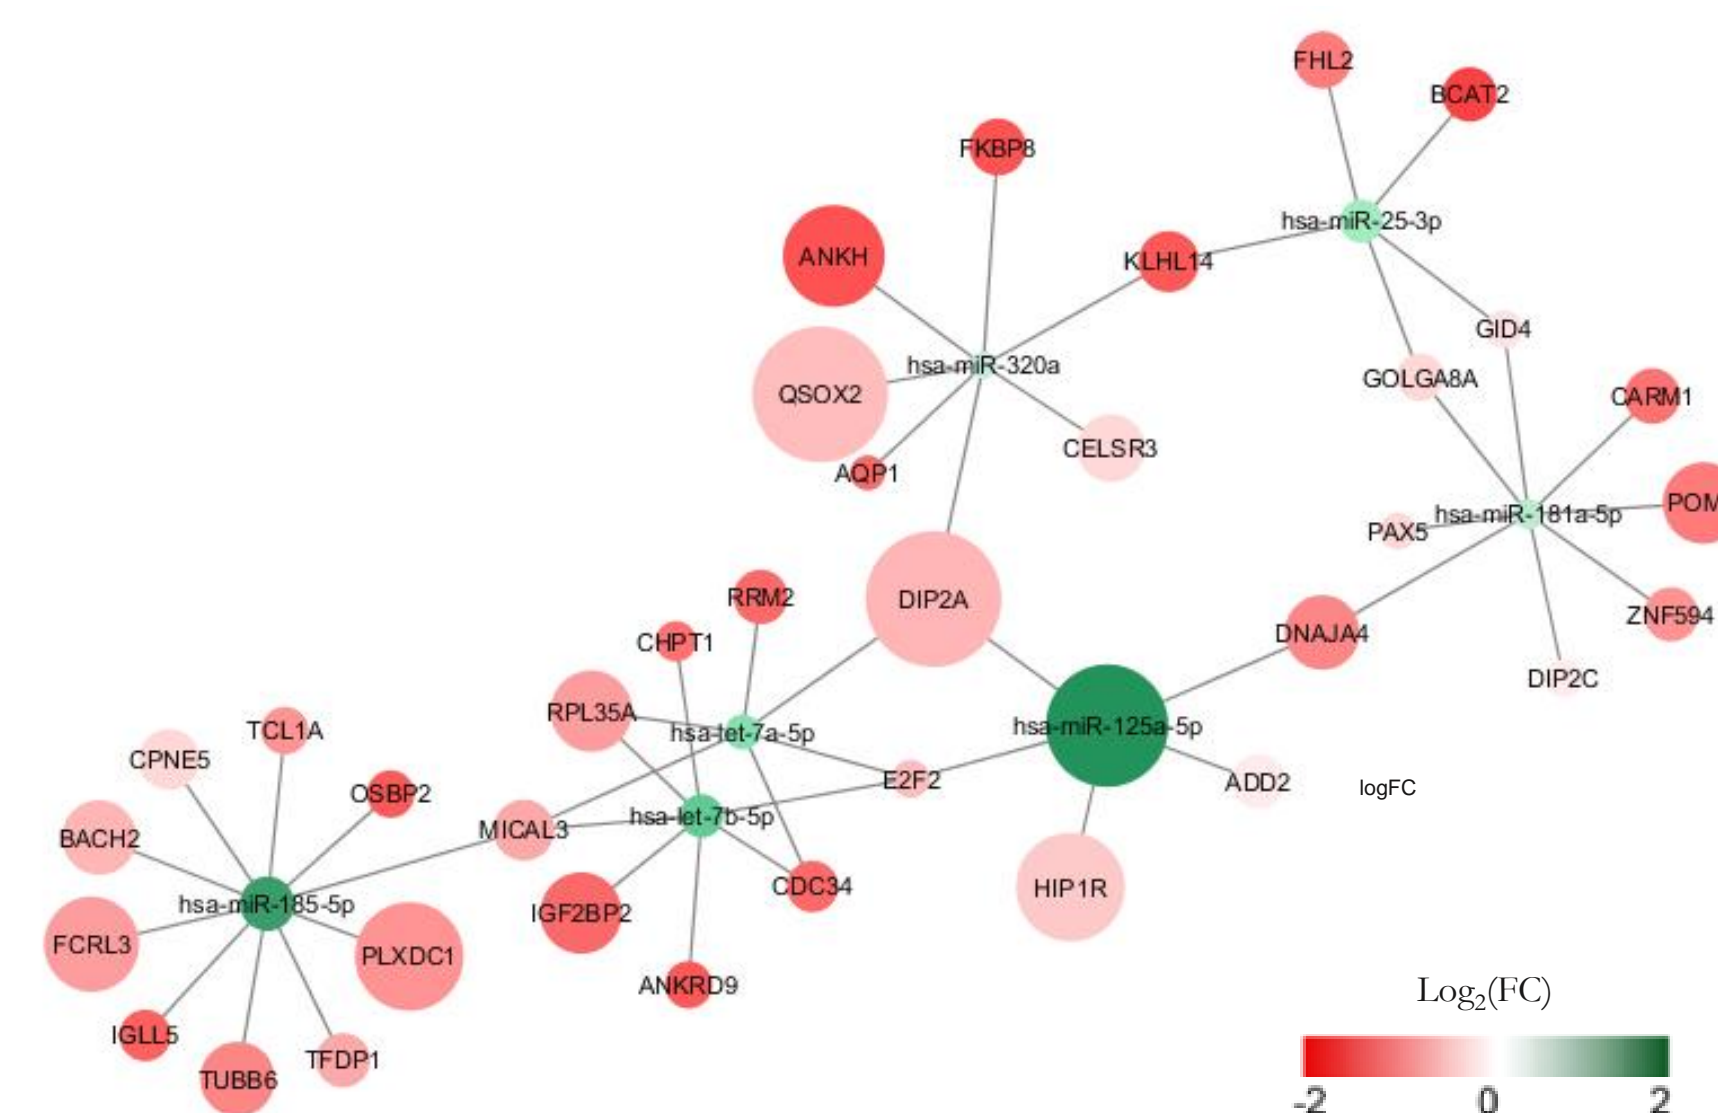 FHL2
BCAT2
FKBP8
hsa-miR-25-3p
ANKH
KLHL14
GID4
hsa-miR-320a
GOLGA8A
QSOX2
CARM1
CELSR3
AQP1
POM
hsa-miR-181a-5p
PAX5
RRM2
DIP2A
ZNF594
DNAJA4
CHPT1
DIP2C
RPL35A
hsa-let-7a-5p
hsa-miR-125a-5p
TCL1A
CPNE5
E2F2
ADD2
logFC
OSBP2
hsa-let-7b-5p
MICAL3
BACH2
CDC34
HIP1R
hsa-miR-185-5p
IGF2BP2
FCRL3
PLXDC1
ANKRD9
Log2(FC)
IGLL5
TFDP1
TUBB6
-2 0 2